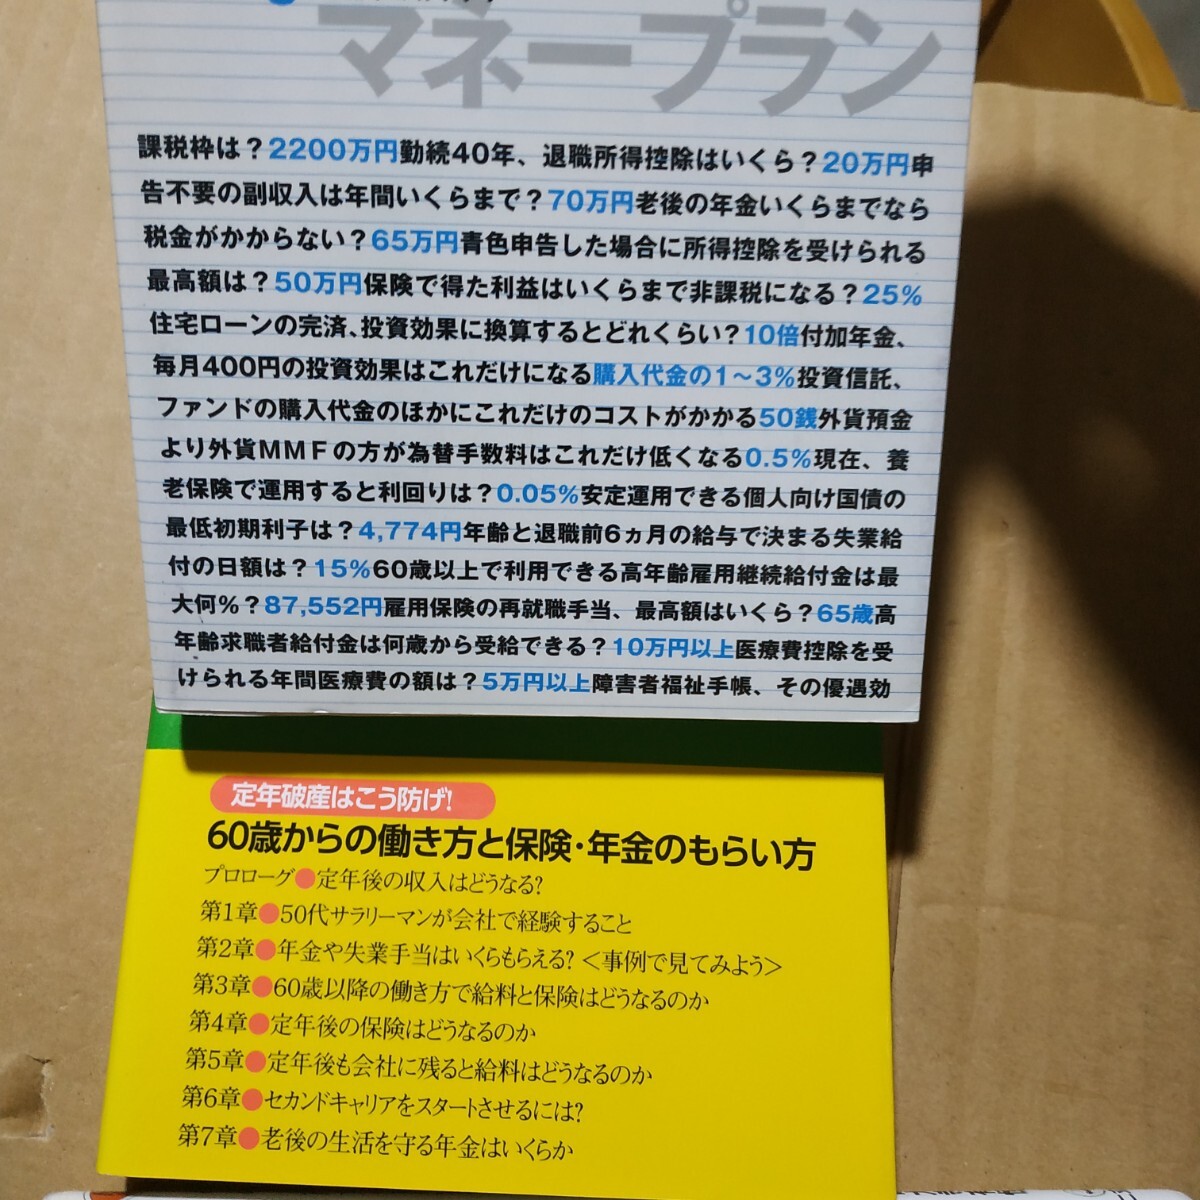 マネープラン
課税枠は？2200万円勤続40年、退職所得控除はいくら？20万円申
告不要の副収入は年間いくらまで？70万円老後の年金いくらまでなら
税金がかからない？65万円青色申告した場合に所得控除を受けられる
最高額は？50万円保険で得た利益はいくらまで非課税になる？25%
住宅ローンの完済、投資効果に換算するとどれくらい？10倍付加年金、
毎月400円の投資効果はこれだけになる購入代金の1～3%投資信託、
ファンドの購入代金のほかにこれだけのコストがかかる50銭外貨預金
より外貨MMFの方が為替手数料はこれだけ低くなる0.5%現在、養
老保険で運用すると利回りは？0.05%安定運用できる個人向け国債の
最低初期利子は？4,774円年齢と退職前6ヵ月の給与で決まる失業給
付の日額は？15%60歳以上で利用できる高年齢雇用継続給付金は最
大何%？87,552円雇用保険の再就職手当、最高額はいくら？65歳高
年齢求職者給付金は何歳から受給できる？10万円以上医療費控除を受
けられる年間医療費の額は？5万円以上障害者福祉手帳、その優遇効
定年破産はこう防げ!
60歳からの働き方と保険・年金のもらい方
プロローグ●定年後の収入はどうなる?
第1章●50代サラリーマンが会社で経験すること
第2章●年金や失業手当はいくらもらえる?＜事例で見てみよう＞
第3章●60歳以降の働き方で給料と保険はどうなるのか
第4章●定年後の保険はどうなるのか
第5章●定年後も会社に残ると給料はどうなるのか
第6章●セカンドキャリアをスタートさせるには?
第7章●老後の生活を守る年金はいくらか